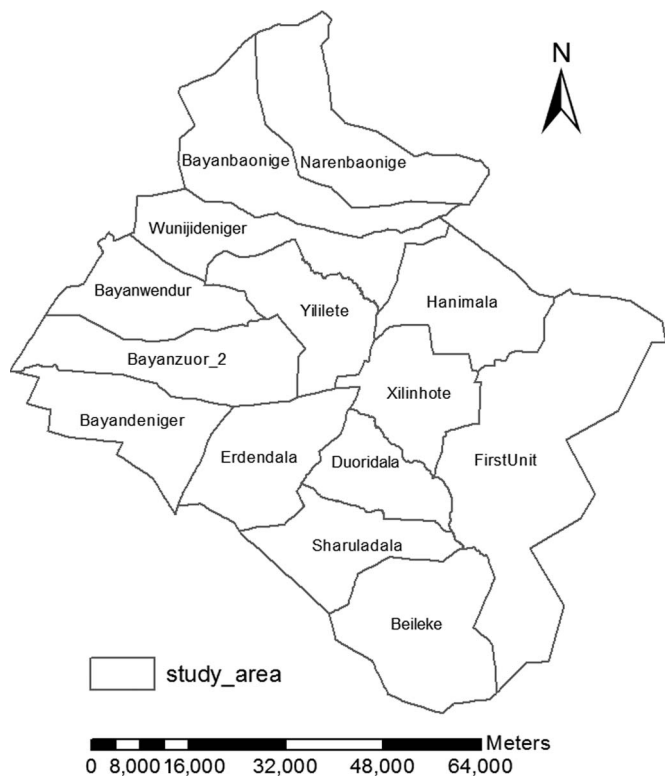 N
Bayanbaonige
Narenbaonige
Wunijideniger
Bayanwendur
Yililete
Hanimala
Bayanzuor_2
Xilinhote
Bayandeniger
Erdendala
Duoridala
FirstUnit
Sharuladala
Beileke
study_area
Meters
0 8,000 16,000 32,000 48,000 64,000